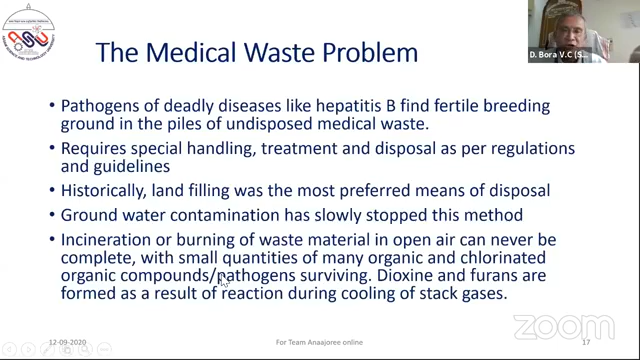 The Medical Waste Problem
D. Bora V.C (S...
• Pathogens of deadly diseases like hepatitis B find fertile breeding
ground in the piles of undisposed medical waste.
• Requires special handling, treatment and disposal as per regulations
and guidelines
• Historically, land filling was the most preferred means of disposal
• Ground water contamination has slowly stopped this method
• Incineration or burning of waste material in open air can never be
complete, with small quantities of many organic and chlorinated
organic compounds/pathogens surviving. Dioxine and furans are
formed as a result of reaction during cooling of stack gases.
zoom
12-09-2020
For Team Anaajoree online
17